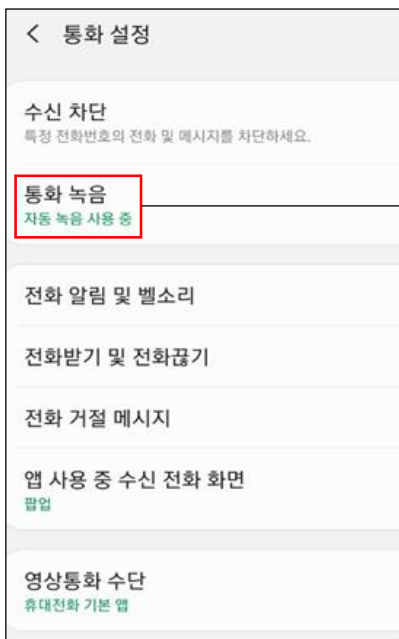 < 통화 설정
수신 차단
특정 전화번호의 전화 및 메시지를 차단하세요.
통화 녹음
자동 녹음 사용 중
전화 알림 및 벨소리
전화받기 및 전화끊기
전화 거절 메시지
앱 사용 중 수신 전화 화면
팝업
영상통화 수단
휴대전화 기본 앱